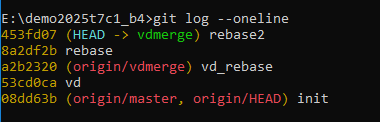 E:\demo2025t7c1_b4>git log --oneline
453fd07 (HEAD -> vdmerge) rebase2
8a2df2b rebase
a2b2320 (origin/vdmerge) vd_rebase
53cd0ca vd
08dd63b (origin/master, origin/HEAD) init